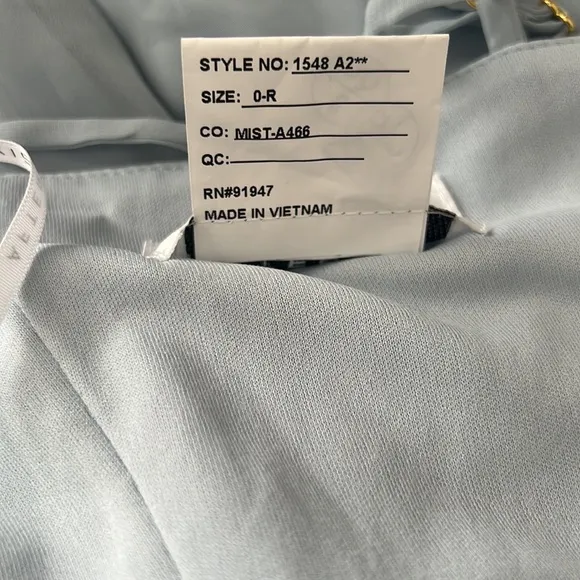 STYLE NO: 1548 A2**
SIZE: 0-R
CO: MIST-A466
QC:
RN#91947
MADE IN VIETNAM